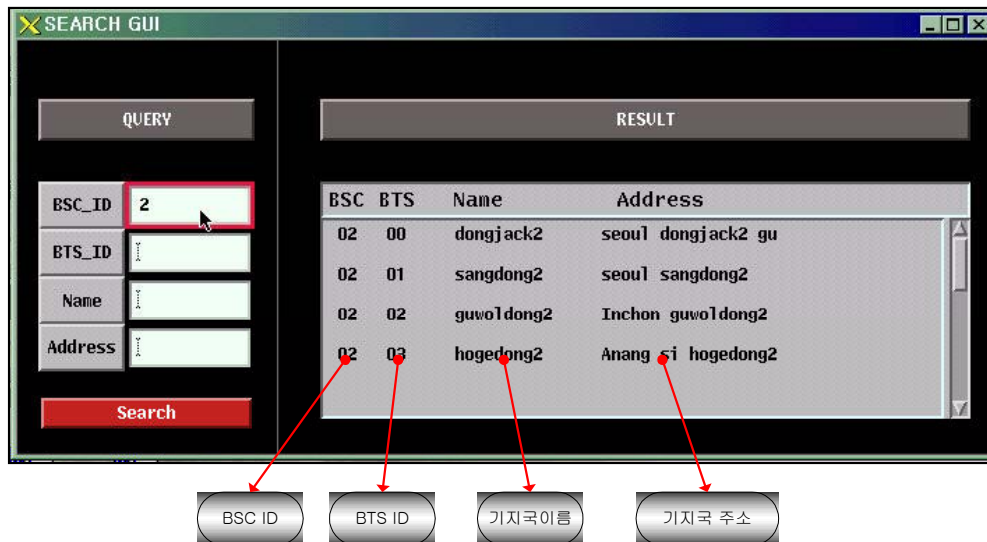 SEARCH GUI
QUERY
RESULT
BSC_ID 2
BTS_ID
Name
Address
Search
BSC BTS Name Address
02 00 dongjack2 seoul dongjack2 gu
02 01 sangdong2 seoul sangdong2
02 02 guwoldong2 Inchon guwoldong2
02 03 hogedong2 Anang si hogedong2
BSC ID
BTS ID
기지국이름
기지국 주소